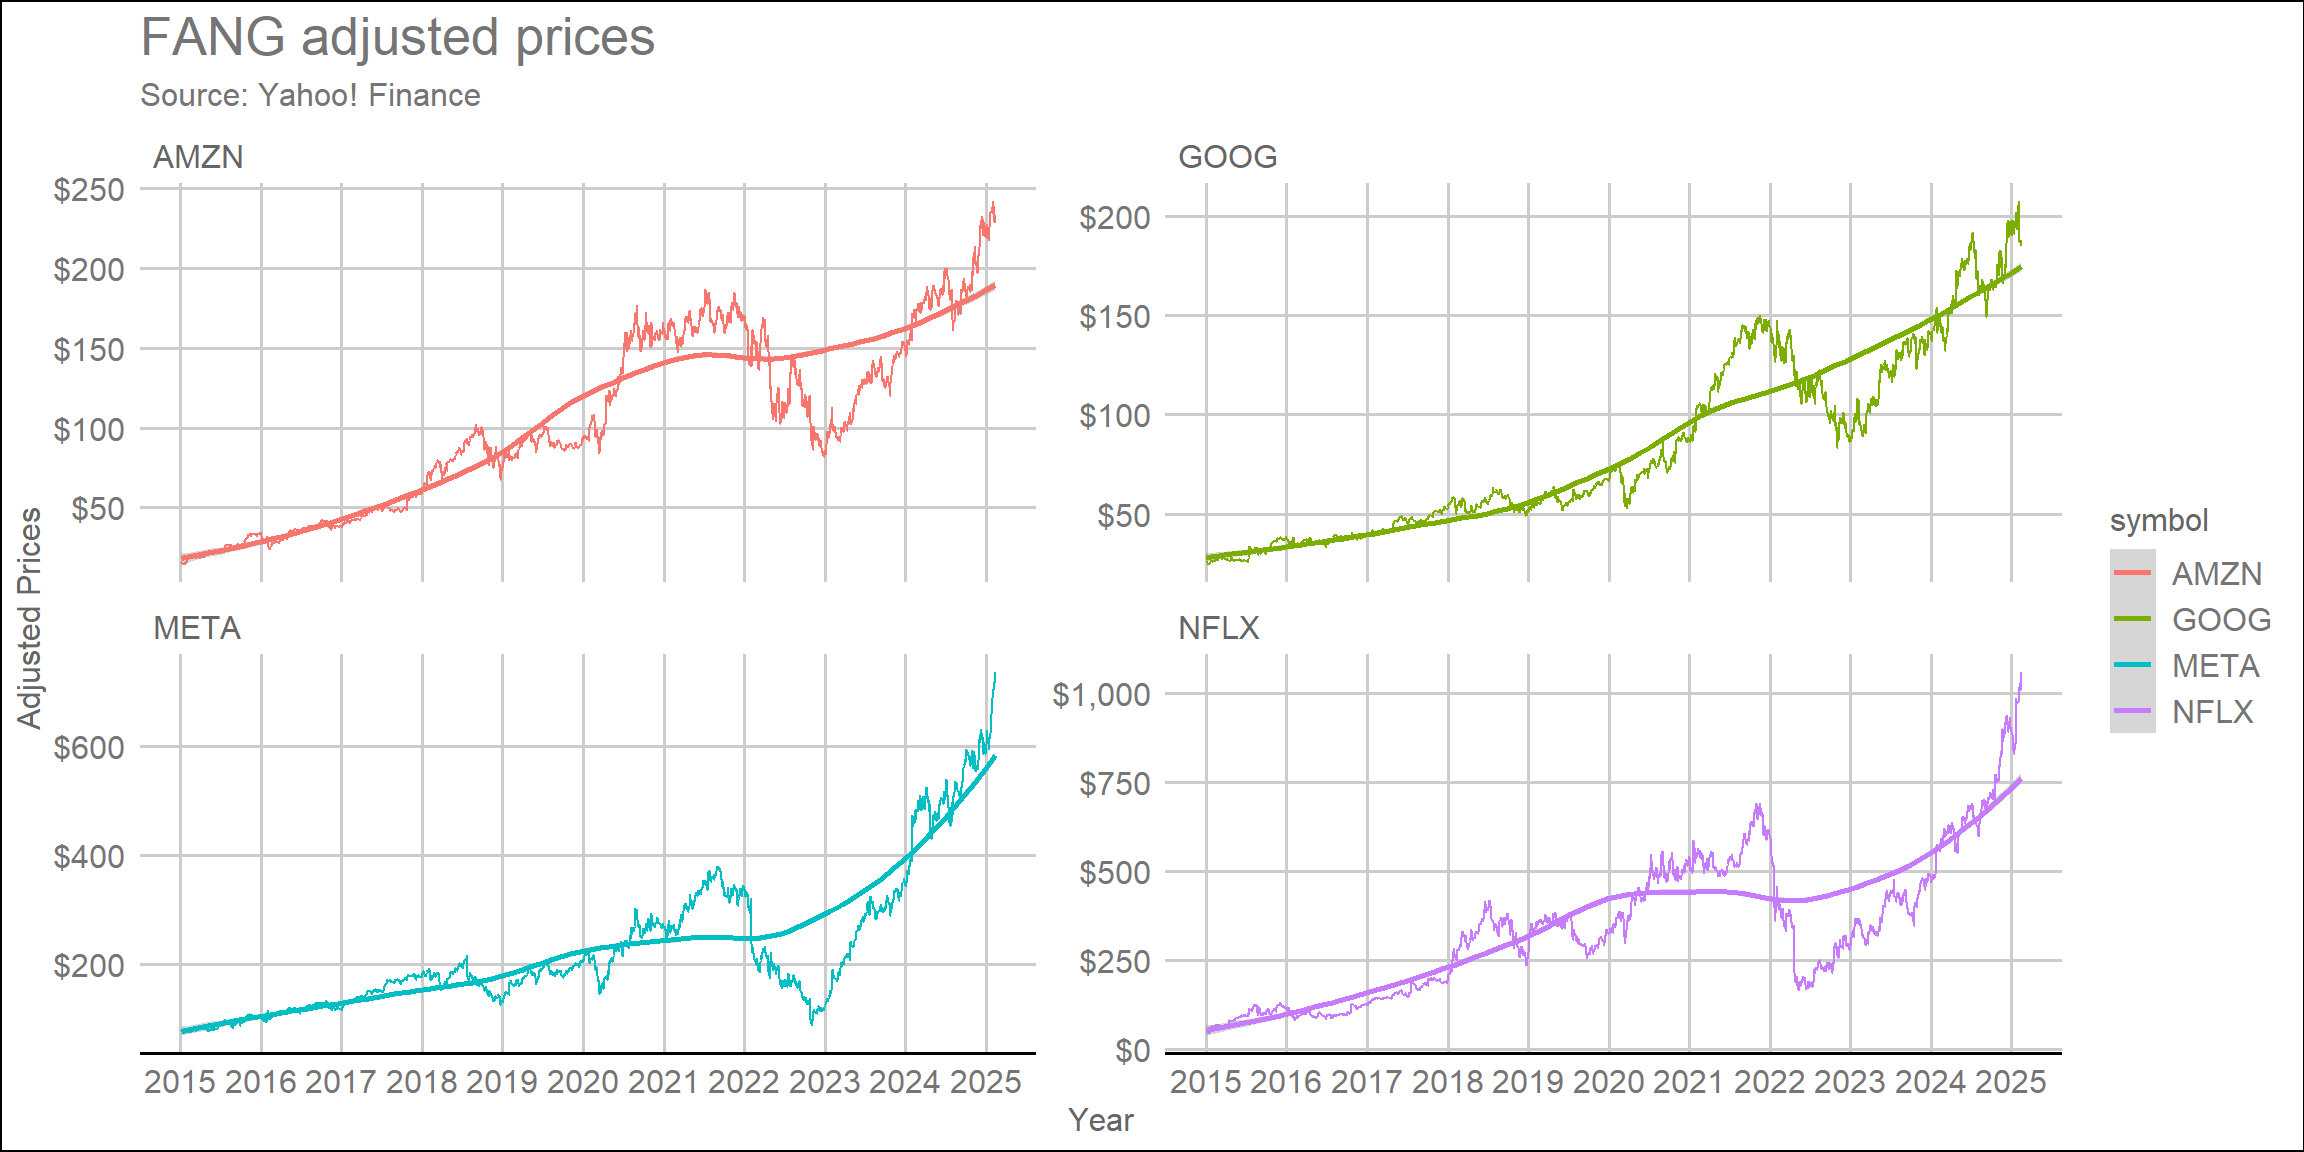 FANG adjusted prices
Source: Yahoo! Finance
AMZN
$250
$200
$150
$100
$50
GOOG
$200
$150
$100
$50
META
$600
$400
$200
2015 2016 2017 2018 2019 2020 2021 2022 2023 2024 2025
NFLX
$1,000
$750
$500
$250
$0
2015 2016 2017 2018 2019 2020 2021 2022 2023 2024 2025
Adjusted Prices
Year
symbol
AMZN
GOOG
META
NFLX